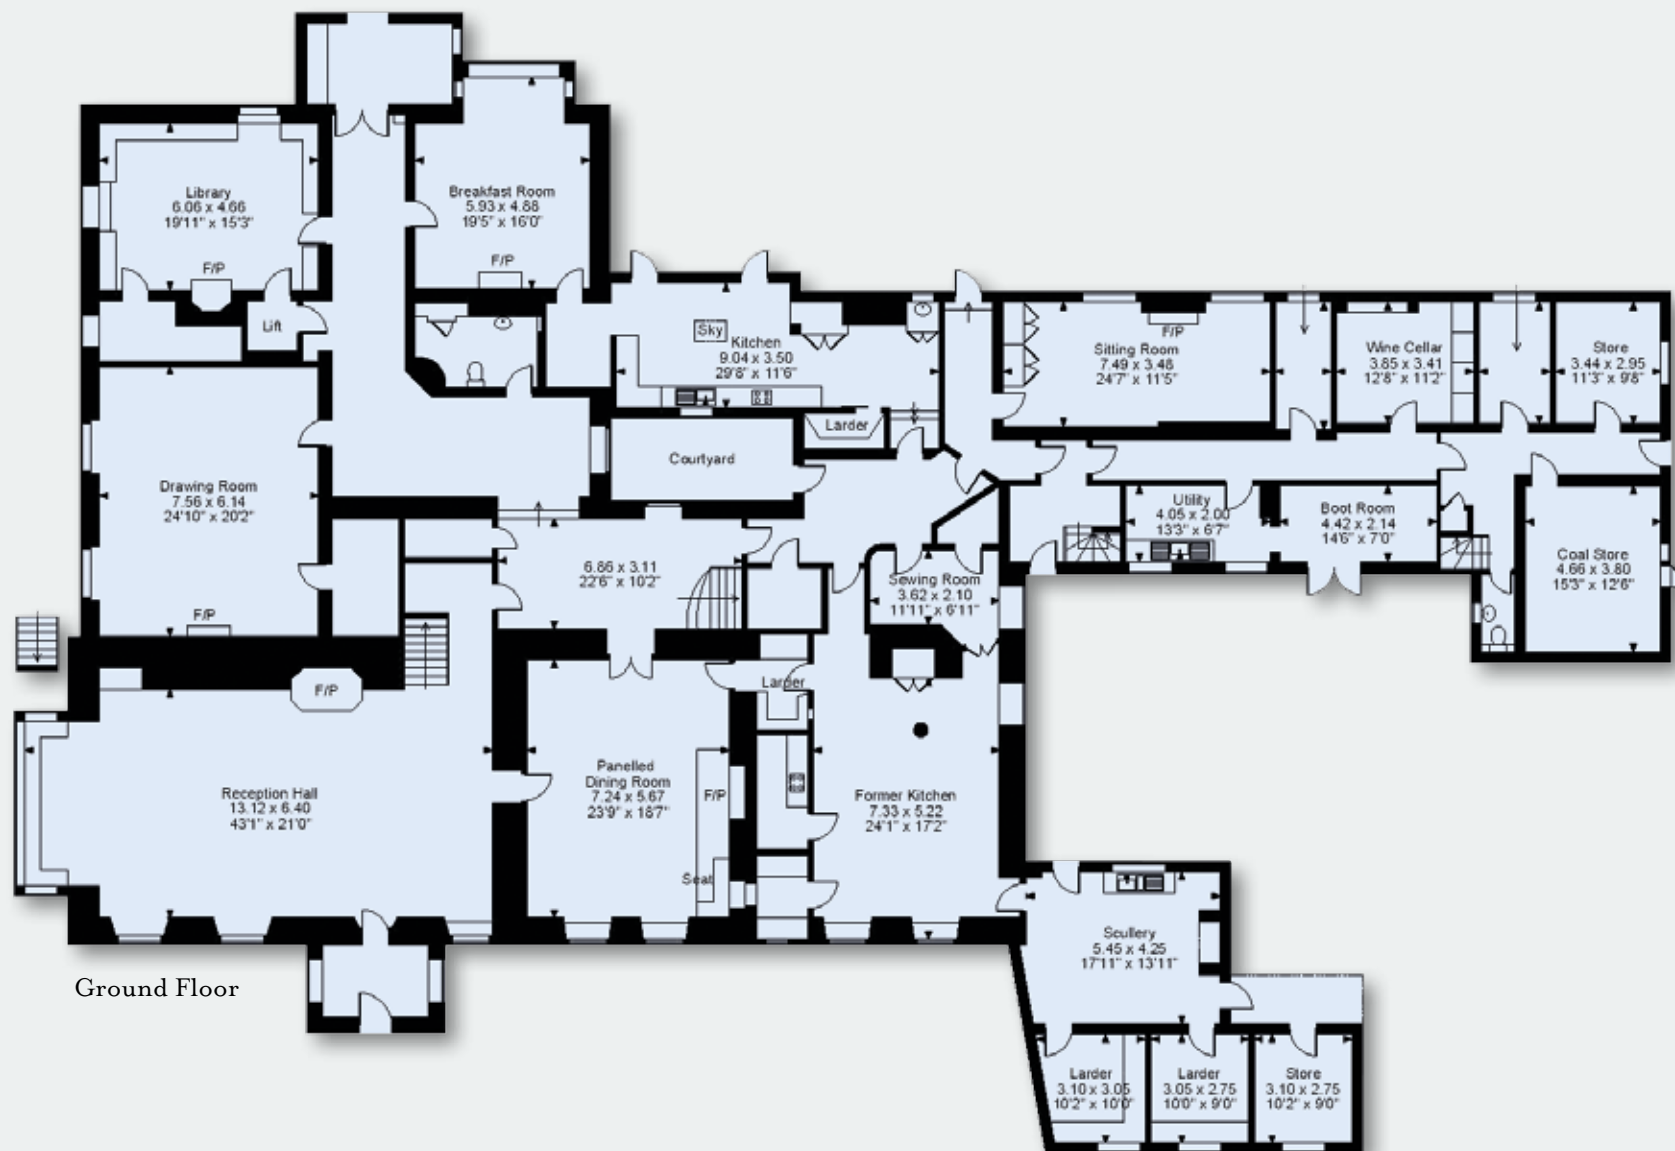 Library
6.06 x 4.66
19'11" x 15'3"
F/P
Lift
Breakfast Room
5.93 x 4.88
19'5" x 16'0"
F/P
Sky
Kitchen
9.04 x 3.50
29'8" x 11'6"
Larder
Courtyard
F/P
Sitting Room
7.49 x 3.48
24'7" x 11'5"
Wine Cellar
3.85 x 3.41
12'8" x 11'2"
Store
3.44 x 2.95
11'3" x 9'8"
Drawing Room
7.56 x 6.14
24'10" x 20'2"
F/P
6.86 x 3.11
22'6" x 10'2"
Utility
4.05 x 2.00
13'3" x 6'7"
Boot Room
4.42 x 2.14
14'6" x 7'0"
Coal Store
4.66 x 3.80
15'3" x 12'6"
Sewing Room
3.62 x 2.10
11'11" x 6'11"
F/P
Reception Hall
13.12 x 6.40
43'1" x 21'0"
Panelled
Dining Room
7.24 x 5.67
23'9" x 18'7"
F/P
Seat
Larder
Former Kitchen
7.33 x 5.22
24'1" x 17'2"
Scullery
5.45 x 4.25
17'11" x 13'11"
Larder
3.10 x 3.05
10'2" x 10'0"
Larder
3.05 x 2.75
10'0" x 9'0"
Store
3.10 x 2.75
10'2" x 9'0"
Ground Floor